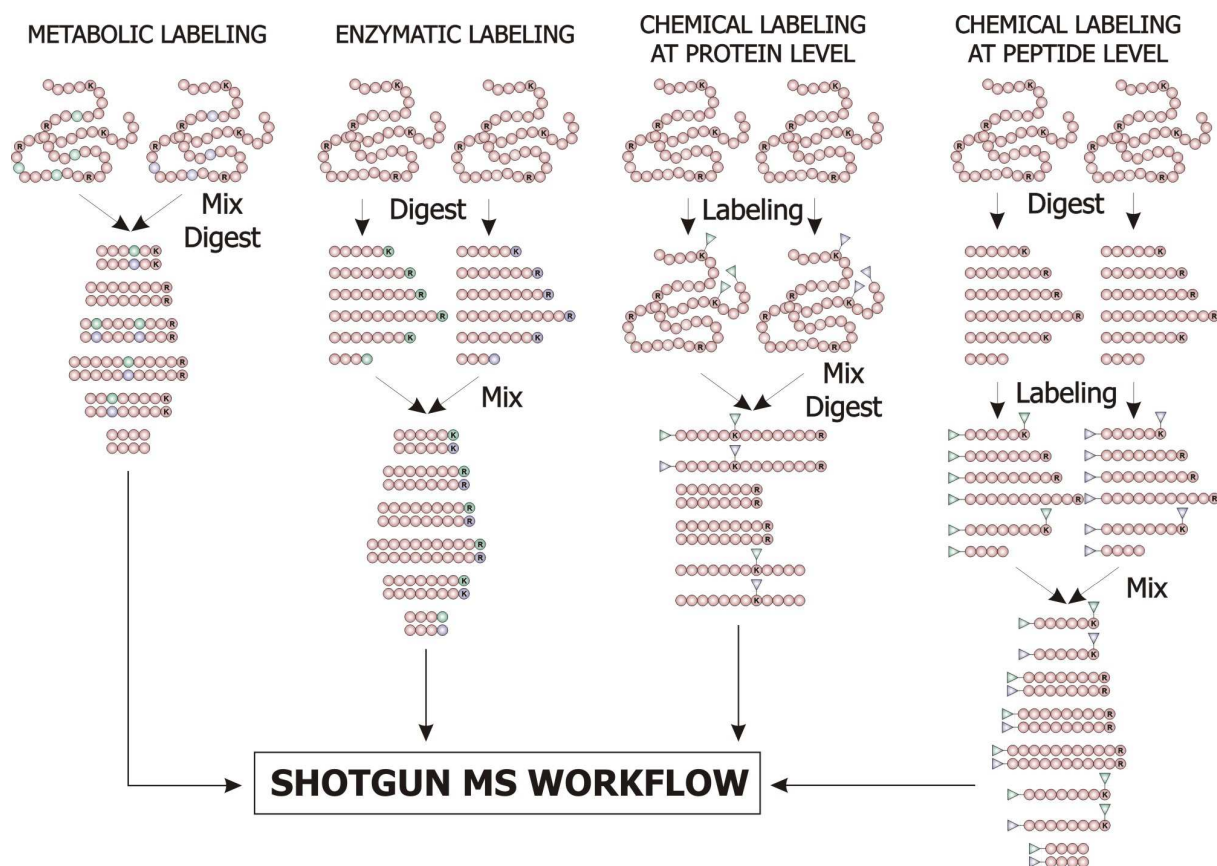 METABOLIC LABELING
ENZYMATIC LABELING
CHEMICAL LABELING
AT PROTEIN LEVEL
CHEMICAL LABELING
AT PEPTIDE LEVEL
Mix
Digest
Digest
Labeling
Digest
Mix
Mix
Digest
Labeling
Mix
SHOTGUN MS WORKFLOW